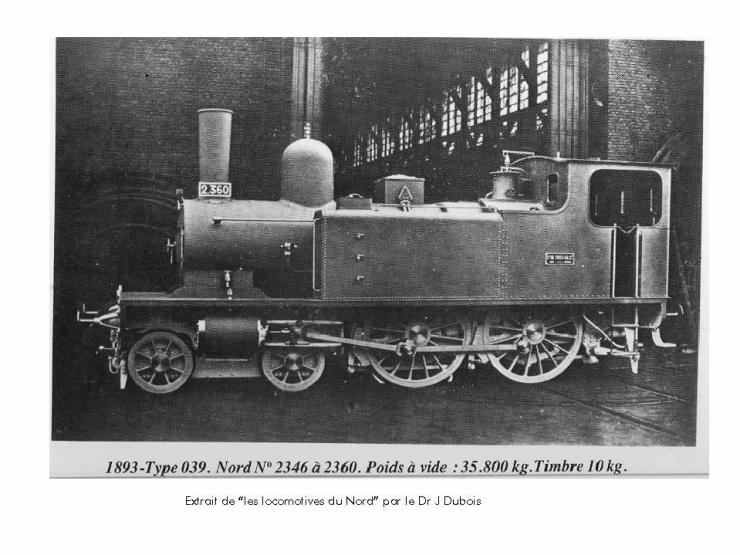 2.360
1893-Type 039. Nord Nº 2346 à 2360. Poids à vide : 35.800 kg.Timbre 10 kg.
Extrait de "les locomotives du Nord" par le Dr J Dubois